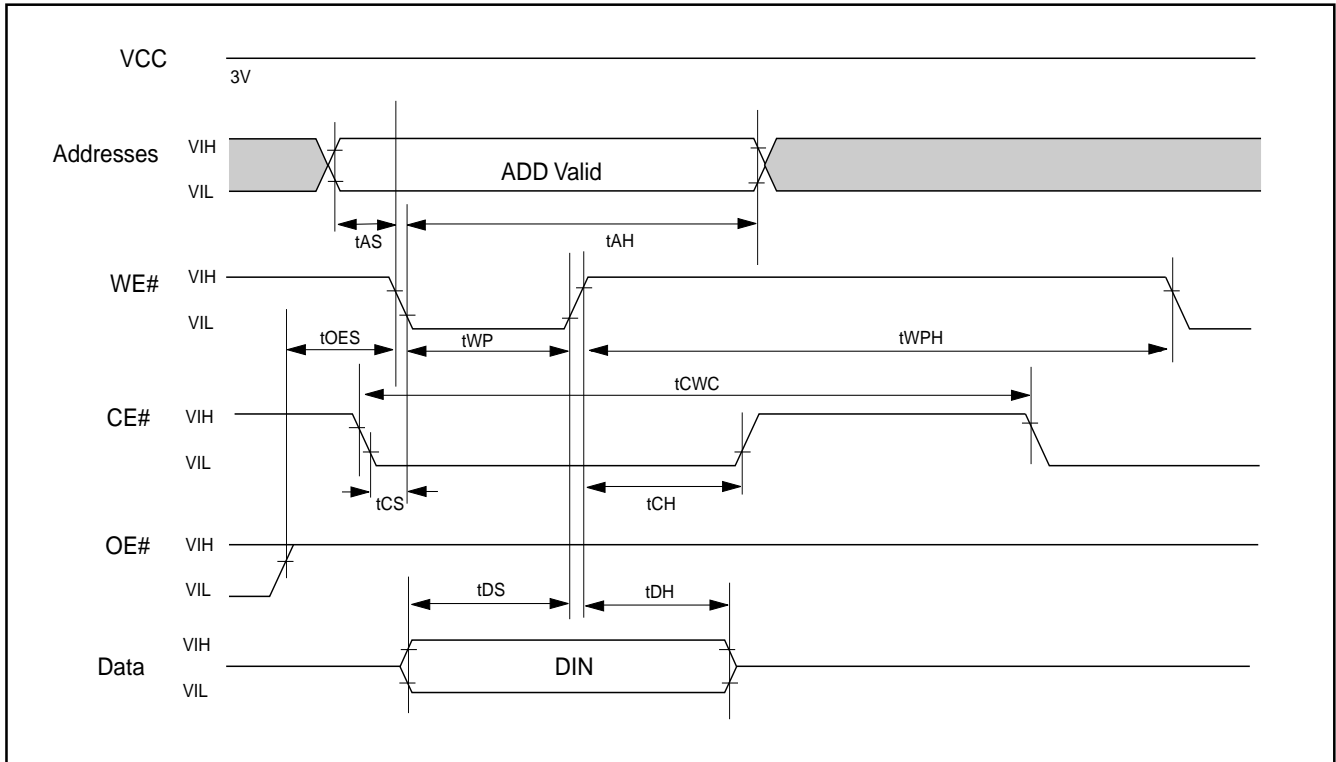 VCC
3V
Addresses
VIH
VIL
ADD Valid
tAS
tAH
WE#
VIH
VIL
tOES
tWP
tWPH
tCWC
CE#
VIH
VIL
tCS
tCH
OE#
VIH
VIL
tDS
tDH
Data
VIH
VIL
DIN